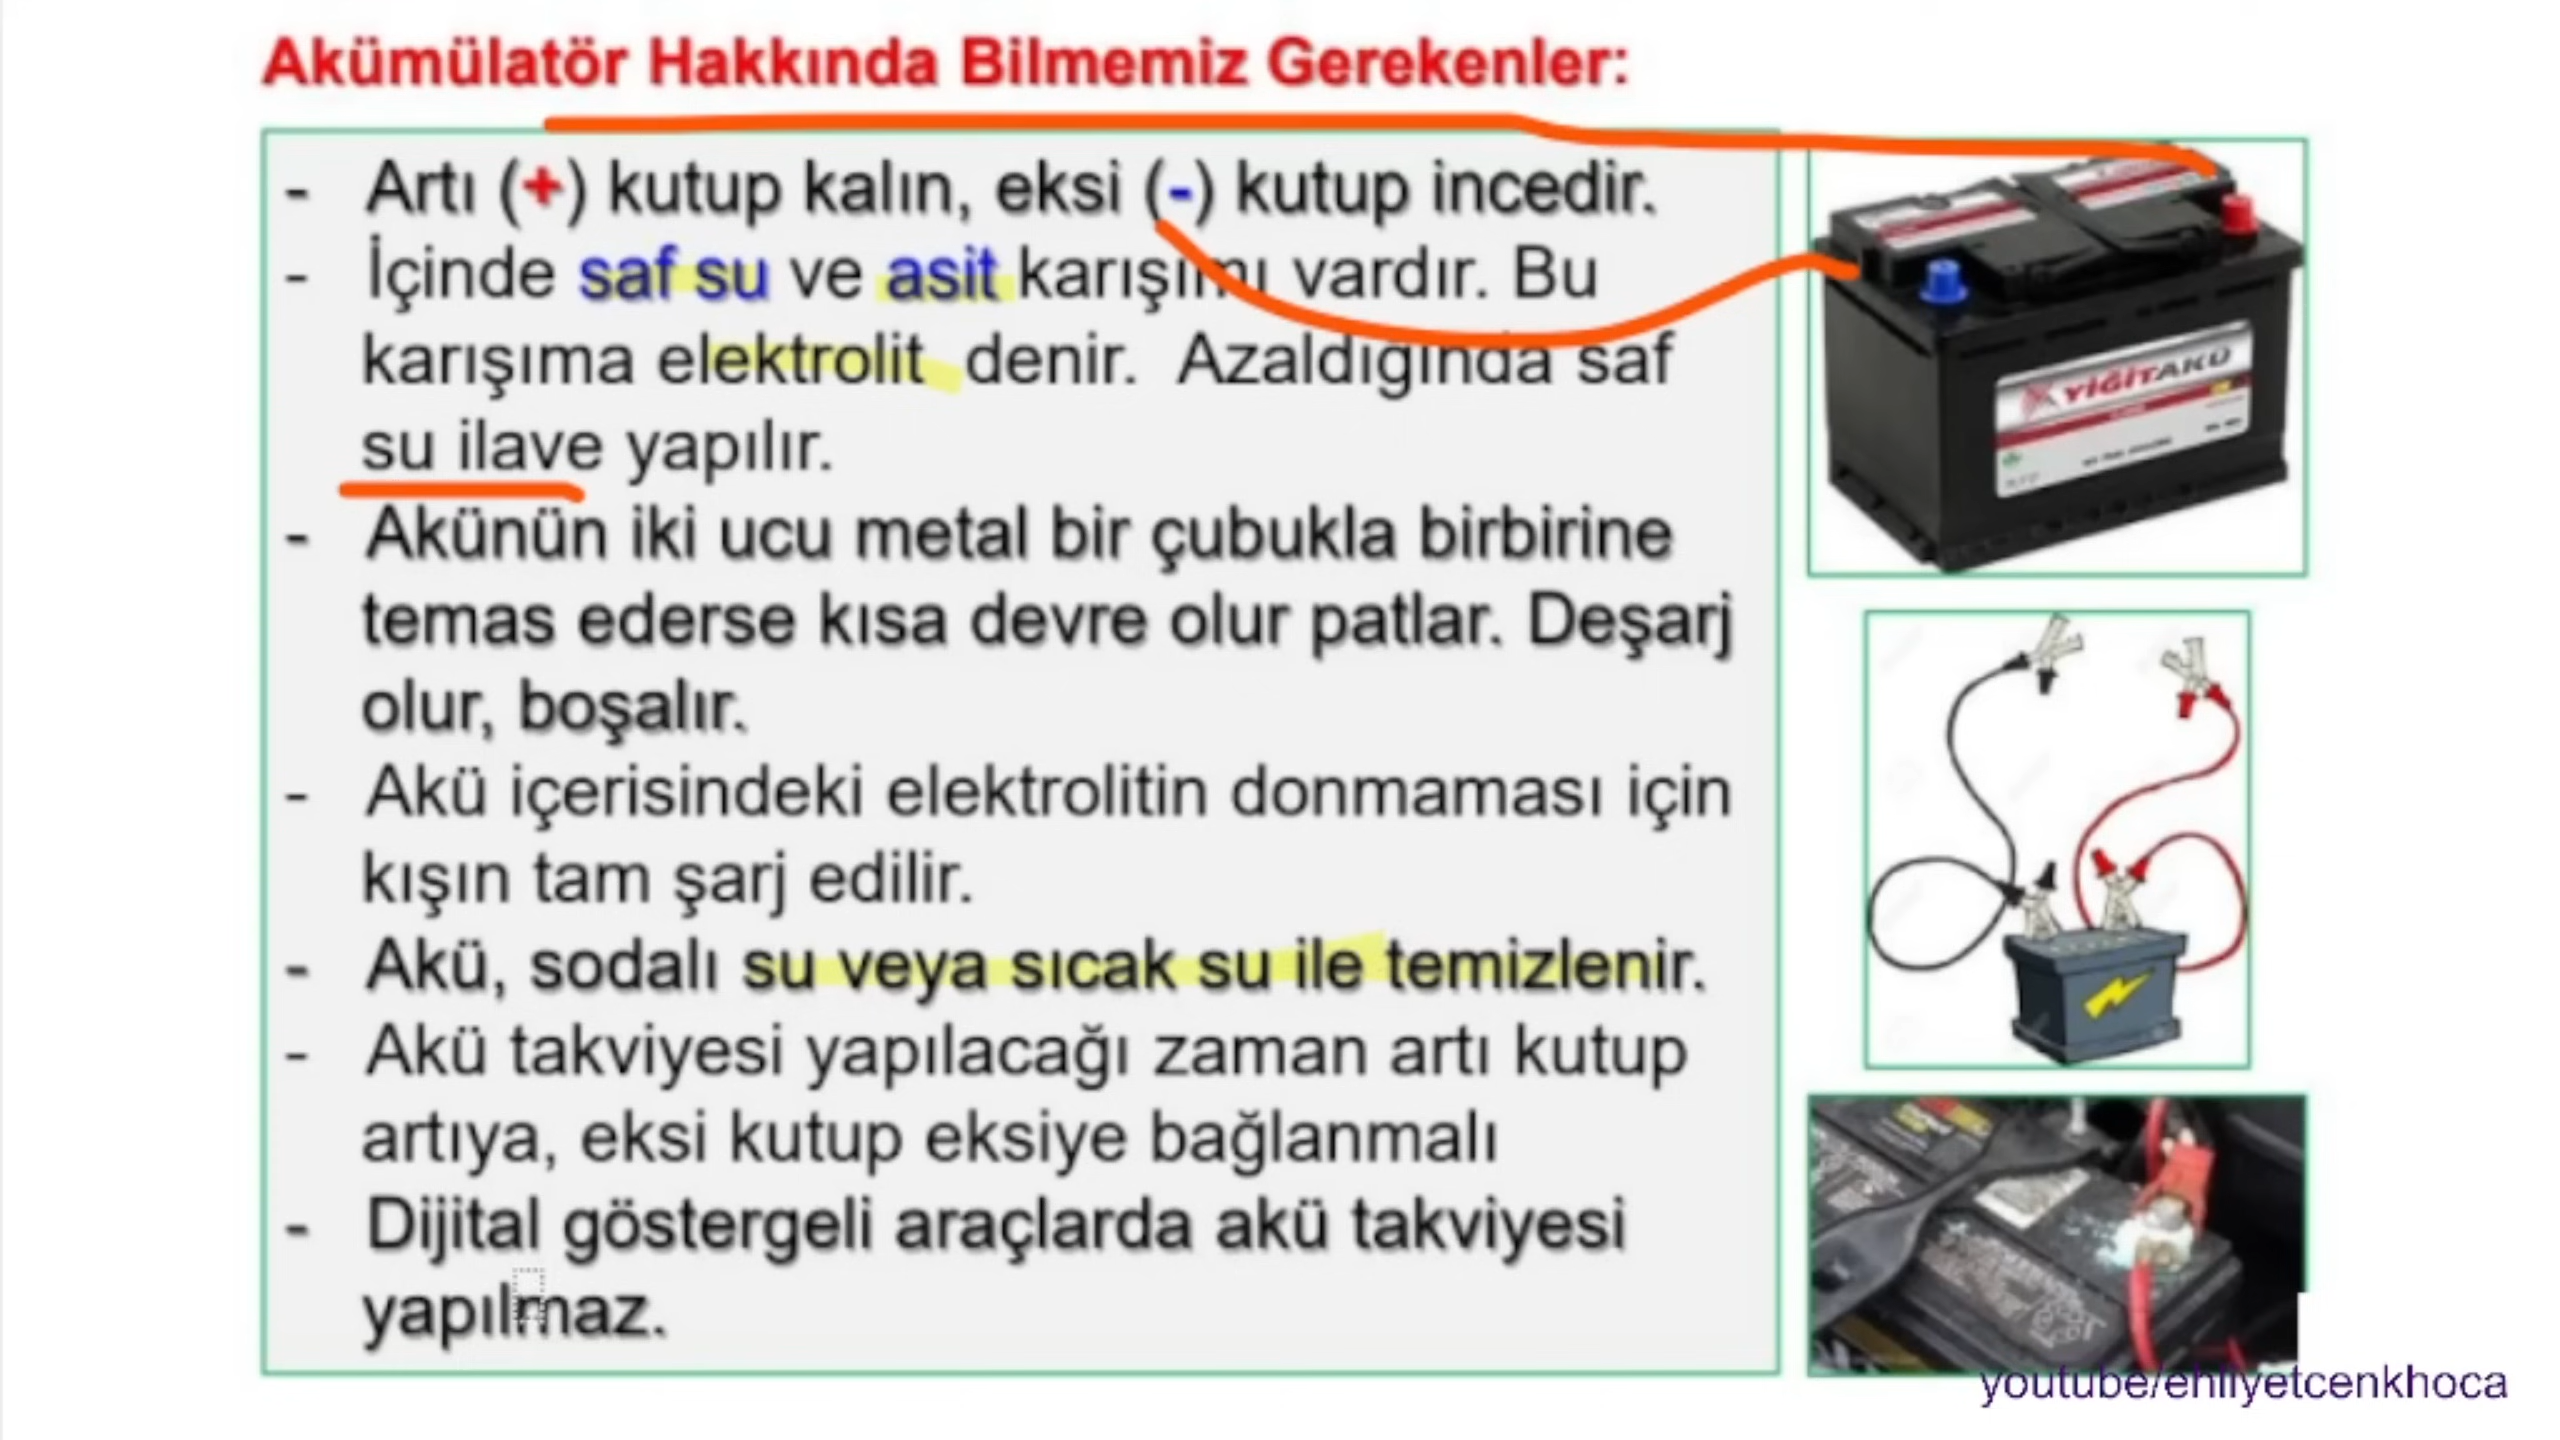 Akümülatör Hakkında Bilmemiz Gerekenler:
- Artı (+) kutup kalın, eksi (-) kutup incedir.
- İçinde saf su ve asit karışımı vardır. Bu
karışıma elektrolit denir. Azaldığında saf
su ilave yapılır.
- Akünün iki ucu metal bir çubukla birbirine
temas ederse kısa devre olur patlar. Deşarj
olur, boşalır.
- Akü içerisindeki elektrolitin donmaması için
kışın tam şarj edilir.
- Akü, sodalı su veya sıcak su ile temizlenir.
- Akü takviyesi yapılacağı zaman artı kutup
artıya, eksi kutup eksiye bağlanmalı
- Dijital göstergeli araçlarda akü takviyesi
yapılmaz.
YİĞİTAKÜ
youtube/ehliyetcenkhoca